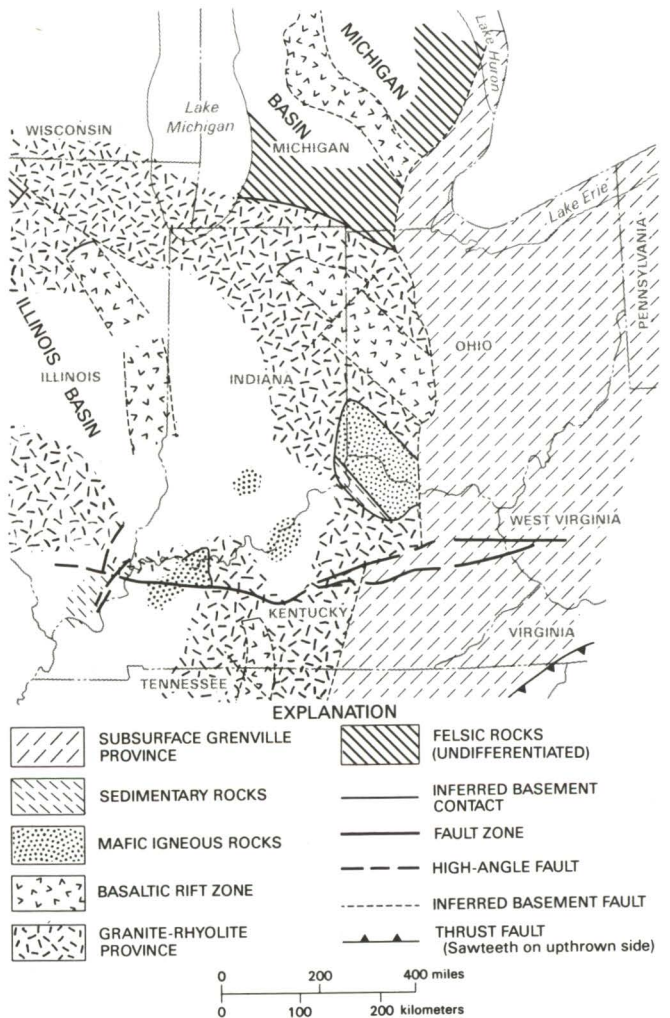 MICHIGAN
BASIN
Lake Huron
Lake
Michigan
WISCONSIN
MICHIGAN
Lake Erie
PENNSYLVANIA
ILLINOIS
BASIN
ILLINOIS
INDIANA
OHIO
WEST VIRGINIA
KENTUCKY
VIRGINIA
TENNESSEE
EXPLANATION
SUBSURFACE GRENVILLE
PROVINCE
SEDIMENTARY ROCKS
MAFIC IGNEOUS ROCKS
BASALTIC RIFT ZONE
GRANITE-RHYOLITE
PROVINCE
FELSIC ROCKS
(UNDIFFERENTIATED)
INFERRED BASEMENT
CONTACT
FAULT ZONE
HIGH-ANGLE FAULT
INFERRED BASEMENT FAULT
THRUST FAULT
(Sawteeth on upthrown side)
0 200 400 miles
0 100 200 kilometers